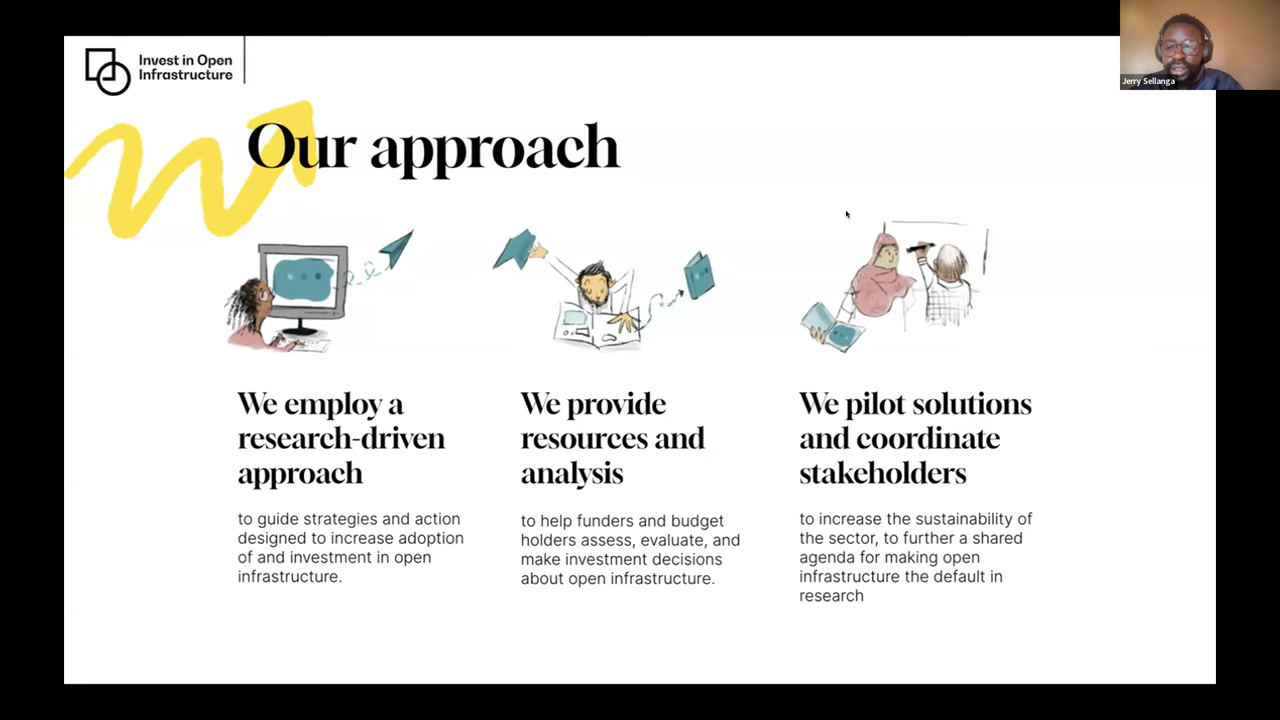 Invest in Open
Infrastructure
Jerry Sellanga
Our approach
We employ a
research-driven
approach
to guide strategies and action
designed to increase adoption
of and investment in open
infrastructure.
We provide
resources and
analysis
to help funders and budget
holders assess, evaluate, and
make investment decisions
about open infrastructure.
We pilot solutions
and coordinate
stakeholders
to increase the sustainability of
the sector, to further a shared
agenda for making open
infrastructure the default in
research